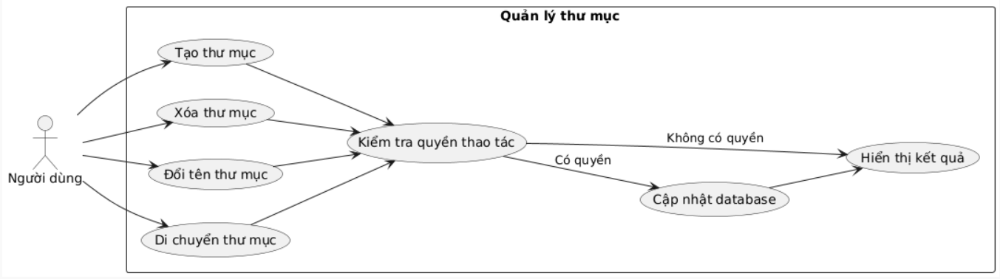 Quản lý thư mục
Tạo thư mục
Xóa thư mục
Kiểm tra quyền thao tác
Không có quyền
Hiển thị kết quả
Có quyền
Người dùng
Đổi tên thư mục
Cập nhật database
Di chuyển thư mục